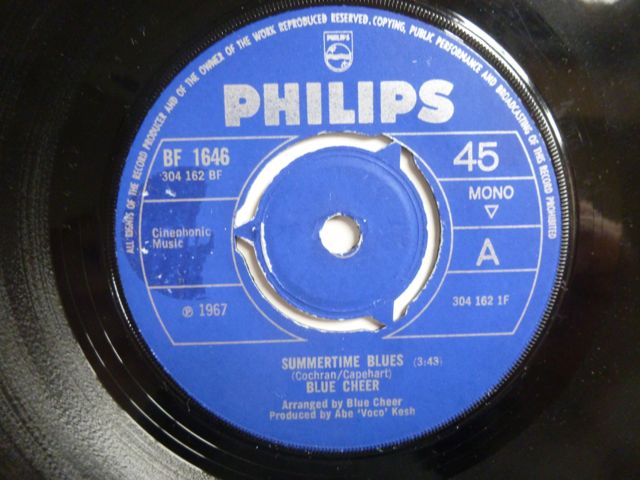 ALL RIGHTS OF THE RECORD PRODUCER AND OF THE OWNER OF THE WORK REPRODUCED RESERVED. COPYING, PUBLIC PERFORMANCE AND BROADCASTING OF THIS RECORD PROHIBITED
PHILIPS
PHILIPS
BF 1646
304 162 BF
45
MONO
Cinephonic
Music
A
℗ 1967
304 162 1F
SUMMERTIME BLUES (3:43)
(Cochran/Capehart)
BLUE CHEER
Arranged by Blue Cheer
Produced by Abe 'Voco' Kesh